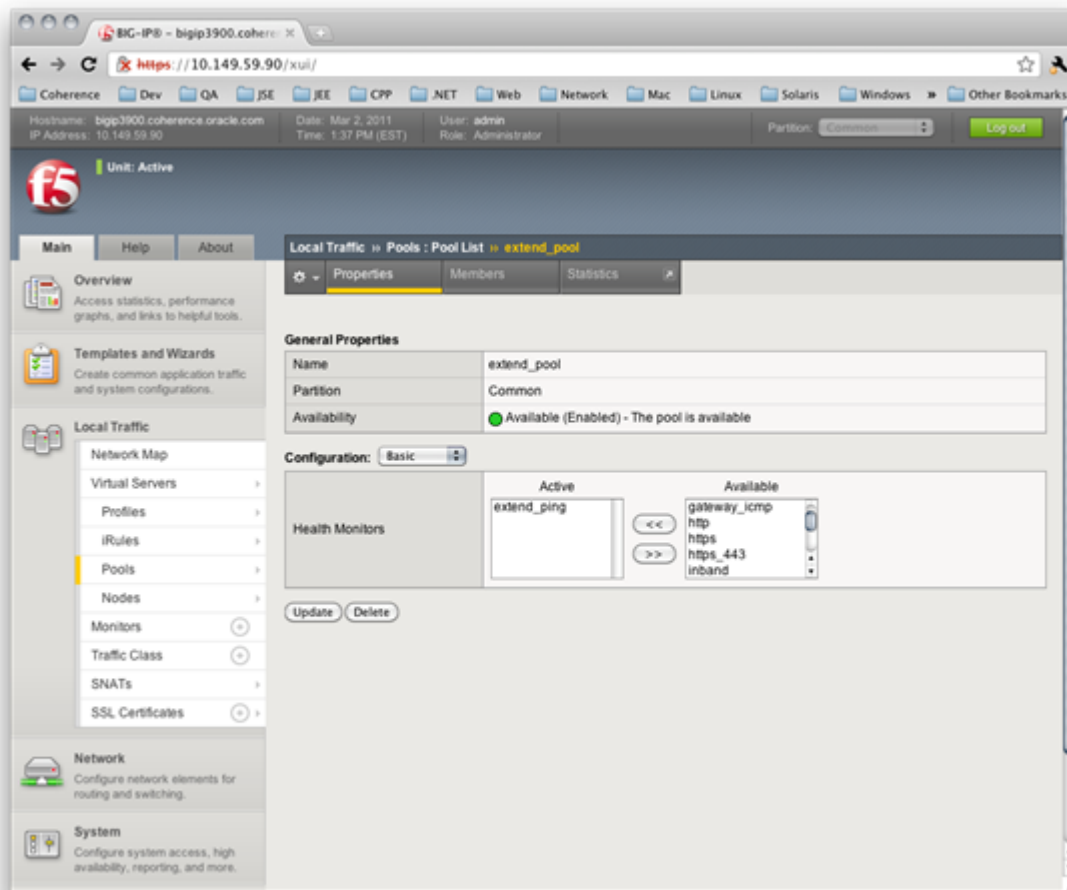 BIG-IP® - bigip3900.cohere
https://10.149.59.90/xui/
Coherence Dev QA JSE JEE CPP .NET Web Network Mac Linux Solaris Windows » Other Bookmarks
Hostname: bigip3900.coherence.oracle.com Date: Mar 2, 2011 User: admin
IP Address: 10.149.59.90 Time: 1:37 PM (EST) Role: Administrator
Partition: Common Log out
f5
Unit: Active
Main Help About
Local Traffic » Pools : Pool List » extend_pool
Properties Members Statistics
Overview
Access statistics, performance
graphs, and links to helpful tools.
Templates and Wizards
Create common application traffic
and system configurations.
Local Traffic
Network Map
Virtual Servers
Profiles
iRules
Pools
Nodes
Monitors
Traffic Class
SNATs
SSL Certificates
Network
Configure network elements for
routing and switching.
System
Configure system access, high
availability, reporting, and more.
General Properties
Name extend_pool
Partition Common
Availability Available (Enabled) - The pool is available
Configuration: Basic
Active Available
Health Monitors
extend_ping
<<
>>
gateway_icmp
http
https
https_443
inband
Update Delete